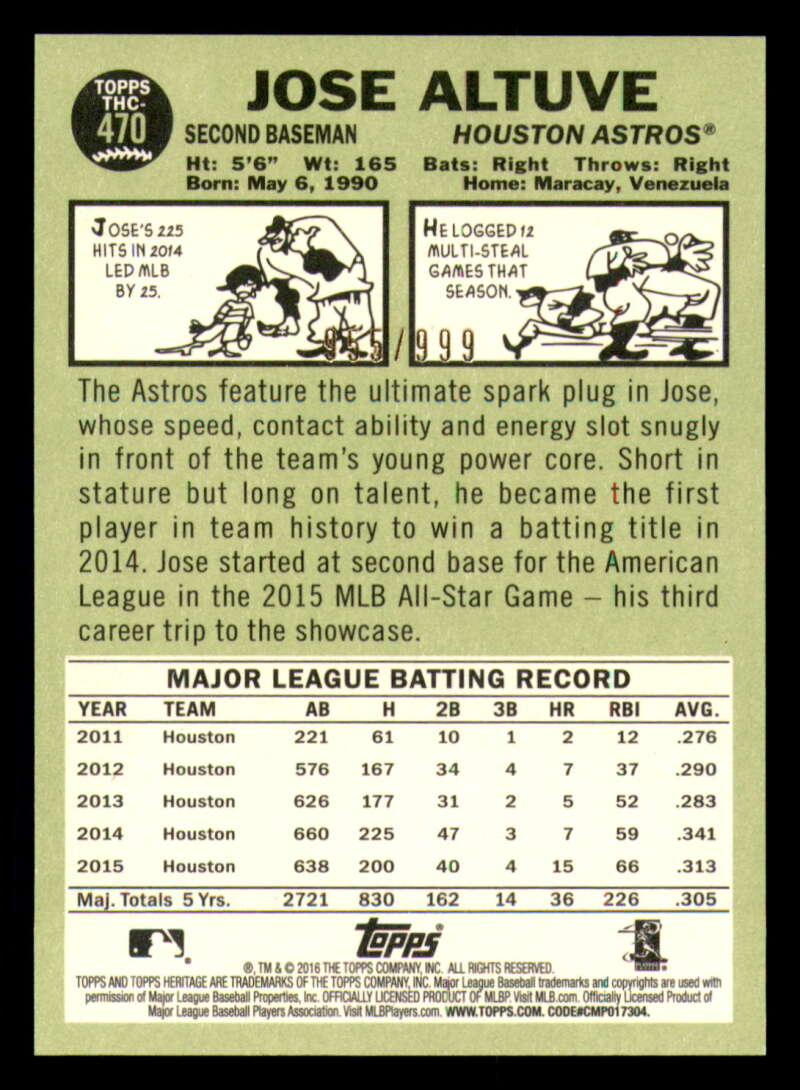 TOPPS
THC-
470
JOSE ALTUVE
SECOND BASEMAN HOUSTON ASTROS®
Ht: 5'6" Wt: 165 Bats: Right Throws: Right
Born: May 6, 1990 Home: Maracay, Venezuela
JOSE'S 225
HITS IN 2014
LED MLB
BY 25.
HE LOGGED 12
MULTI-STEAL
GAMES THAT
SEASON.
955/999
The Astros feature the ultimate spark plug in Jose,
whose speed, contact ability and energy slot snugly
in front of the team's young power core. Short in
stature but long on talent, he became the first
player in team history to win a batting title in
2014. Jose started at second base for the American
League in the 2015 MLB All-Star Game – his third
career trip to the showcase.
MAJOR LEAGUE BATTING RECORD
YEAR TEAM AB H 2B 3B HR RBI AVG.
2011 Houston 221 61 10 1 2 12 .276
2012 Houston 576 167 34 4 7 37 .290
2013 Houston 626 177 31 2 5 52 .283
2014 Houston 660 225 47 3 7 59 .341
2015 Houston 638 200 40 4 15 66 .313
Maj. Totals 5 Yrs. 2721 830 162 14 36 226 .305
Topps®
®, TM & © 2016 THE TOPPS COMPANY, INC. ALL RIGHTS RESERVED.
TOPPS AND TOPPS HERITAGE ARE TRADEMARKS OF THE TOPPS COMPANY, INC. Major League Baseball trademarks and copyrights are used with
permission of Major League Baseball Properties, Inc. OFFICIALLY LICENSED PRODUCT OF MLBP. Visit MLB.com. Officially Licensed Product of
Major League Baseball Players Association. Visit MLBPlayers.com. WWW.TOPPS.COM. CODE#CMP017304.